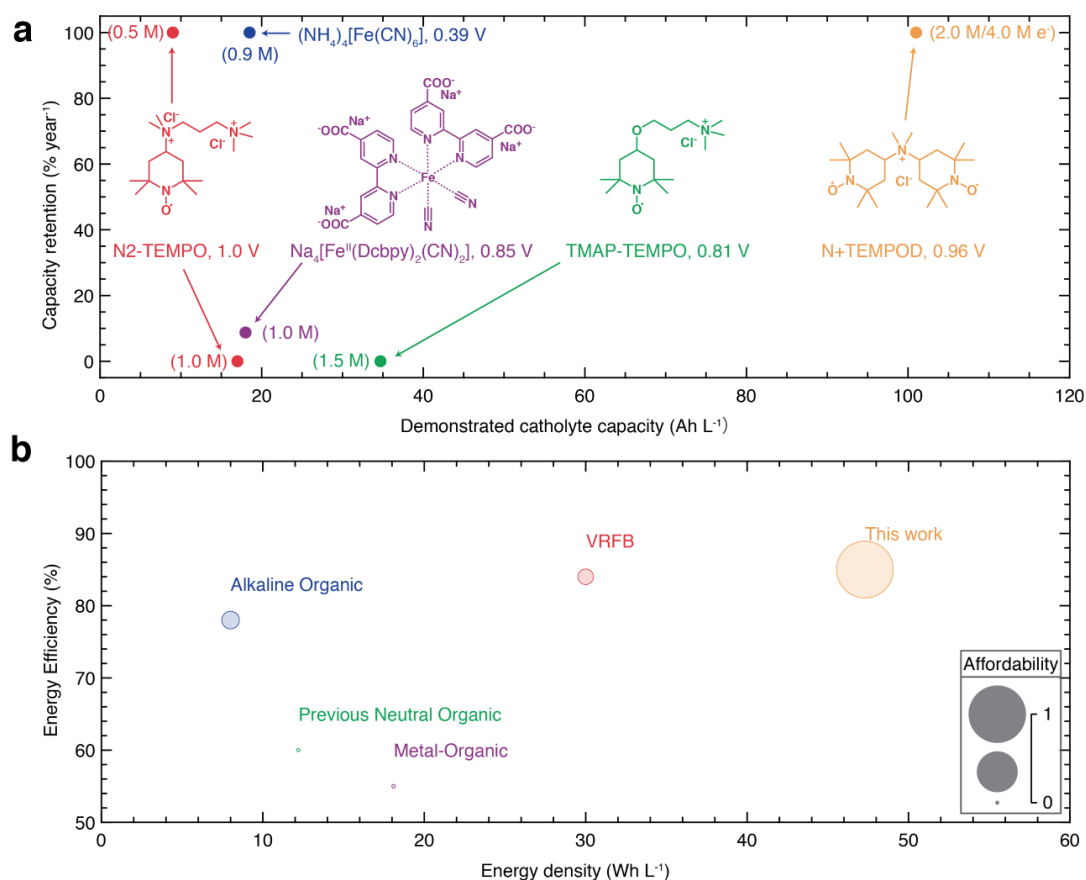 a
Capacity retention (% year⁻¹)
100
80
60
40
20
0
(0.5 M)
(NH₄)₄[Fe(CN)₆], 0.39 V
(0.9 M)
(2.0 M/4.0 M e⁻)
Cl⁻
N⁺
Cl⁻
N⁺
N
O·
COO⁻
Na⁺
COO⁻
Na⁺
⁻OOC
Na⁺
Na⁺
⁻OOC
N
N
N
N
Fe
N
N
O
N⁺
Cl⁻
N
O·
N⁺
Cl⁻
N
O·
N
O·
N2-TEMPO, 1.0 V
Na₄[Feᴵᴵ(Dcbpy)₂(CN)₂], 0.85 V
TMAP-TEMPO, 0.81 V
N+TEMPOD, 0.96 V
(1.0 M)
(1.0 M)
(1.5 M)
0
20
40
60
80
100
120
Demonstrated catholyte capacity (Ah L⁻¹)
b
Energy Efficiency (%)
100
90
80
70
60
50
This work
VRFB
Alkaline Organic
Previous Neutral Organic
Metal-Organic
Affordability
1
0
0
10
20
30
40
50
60
Energy density (Wh L⁻¹)